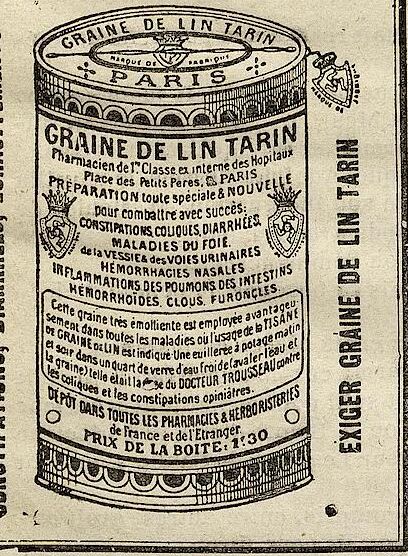 GRAINE DE LIN TARIN
MARQUE DE FABRIQUE
PARIS
MARQUE DE
GRAINE DE LIN TARIN
Pharmacien de 1re Classe ex interne des Hôpitaux
Place des Petits Pères, 9, PARIS
PRÉPARATION toute spéciale & NOUVELLE
pour combattre avec succès:
CONSTIPATIONS, COLIQUES, DIARRHÉES,
MALADIES DU FOIE,
de la VESSIE & des VOIES URINAIRES
HÉMORRHAGIES NASALES
INFLAMMATIONS DES POUMONS DES INTESTINS
HÉMORRHOÏDES, CLOUS, FURONCLES.
Cette graine très émolliente est employée avantageu-
sement dans toutes les maladies où l'usage de la TISANE
DE GRAINE DE LIN est indiqué. Une cuillerée à potage matin
et soir dans un quart de verre d'eau froide (avaler l'eau et
la graine) telle était la du DOCTEUR TROUSSEAU contre
les coliques et les constipations opiniâtres.
DÉPÔT DANS TOUTES LES PHARMACIES & HERBORISTERIES
de France et de l'Etranger.
PRIX DE LA BOITE: 1f30
EXIGER GRAINE DE LIN TARIN